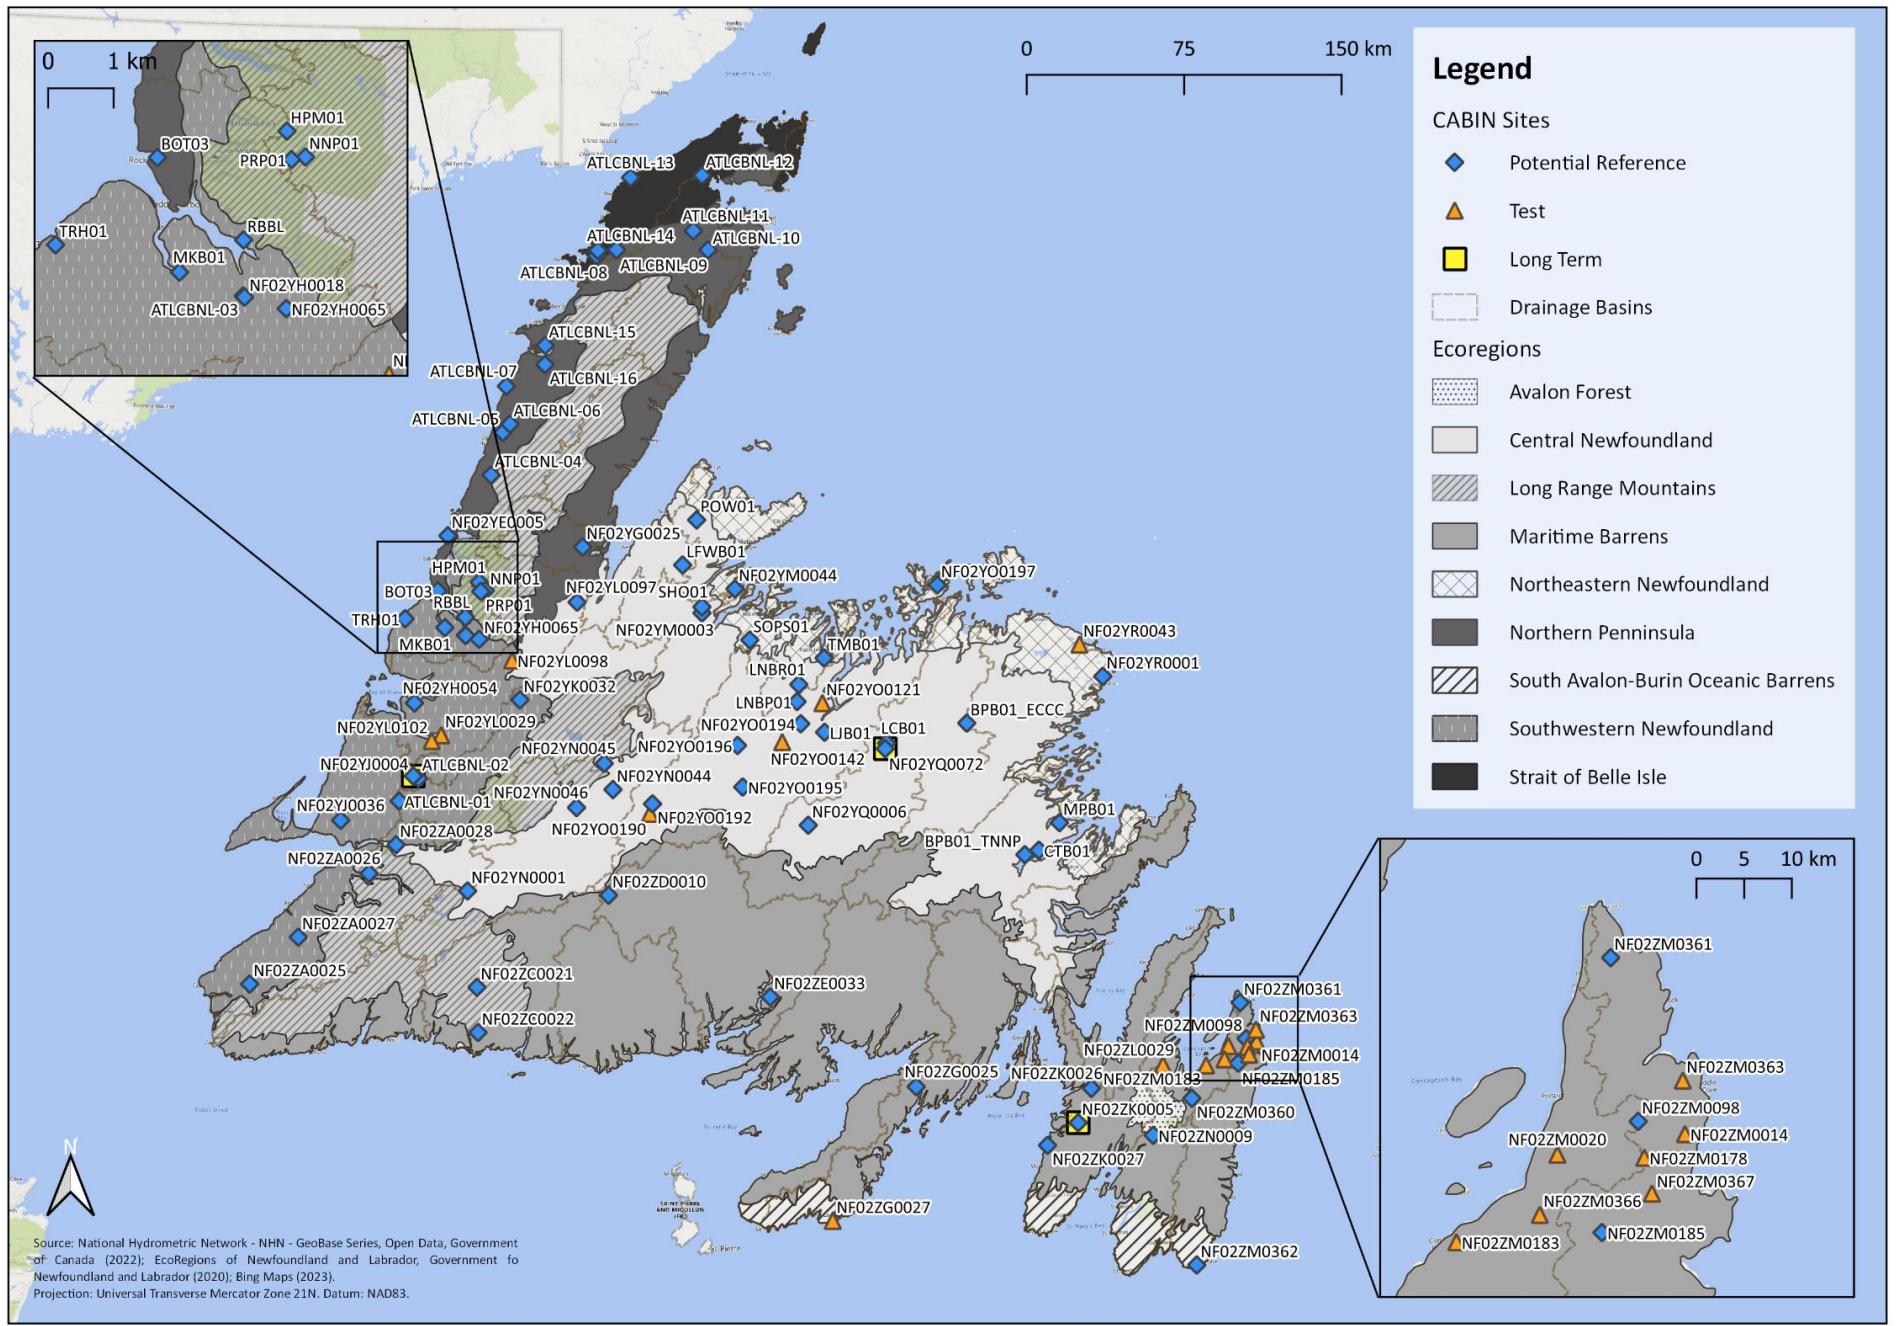 0 1 km
HPM01
BOT03
NNP01
PRP01
TRH01
RBBL
MKB01
NF02YH0018
ATLCBNL-03
NF02YH0065
0 75 150 km
Legend
CABIN Sites
Potential Reference
Test
Long Term
Drainage Basins
Ecoregions
Avalon Forest
Central Newfoundland
Long Range Mountains
Maritime Barrens
Northeastern Newfoundland
Northern Penninsula
South Avalon-Burin Oceanic Barrens
Southwestern Newfoundland
Strait of Belle Isle
ATLCBNL-13
ATLCBNL-12
ATLCBNL-11
ATLCBNL-14
ATLCBNL-10
ATLCBNL-09
ATLCBNL-08
ATLCBNL-15
ATLCBNL-07
ATLCBNL-16
ATLCBNL-06
ATLCBNL-05
ATLCBNL-04
POW01
NF02YE0005
NF02YG0025
LFWB01
HPM01
NNP01
NF02YM0044
NF02YO0197
BOT03
NF02YL0097
SHO01
RBBL
PRP01
TRH01
NF02YH0065
NF02YM0003
SOPS01
NF02YR0043
MKB01
TMB01
NF02YL0098
LNBR01
NF02YR0001
NF02YH0054
NF02YK0032
NF02YO0121
LNBP01
BPB01_ECCC
NF02YL0102
NF02YL0029
NF02YO0194
LJB01
LCB01
NF02YN0045
NF02YO0196
NF02YO0142
NF02YQ0072
NF02YJ0004
ATLCBNL-02
NF02YN0044
NF02YN0046
NF02YO0195
NF02YJ0036
ATLCBNL-01
NF02YO0192
NF02YQ0006
MPB01
NF02ZA0028
NF02YO0190
BPB01_TNNP
CTB01
NF02ZA0026
NF02YN0001
NF02ZD0010
NF02ZA0027
NF02ZA0025
NF02ZC0021
NF02ZE0033
NF02ZC0022
NF02ZM0361
NF02ZM0363
NF02ZM0098
NF02ZL0029
NF02ZM0014
NF02ZG0025
NF02ZK0026
NF02ZM0183
NF02ZM0185
NF02ZK0005
NF02ZM0360
NF02ZN0009
NF02ZK0027
NF02ZG0027
NF02ZM0362
SAINT PIERRE
AND MIQUELON
(FR.)
St. Pierre
0 5 10 km
NF02ZM0361
NF02ZM0363
Conception Bay
NF02ZM0098
NF02ZM0014
NF02ZM0020
NF02ZM0178
NF02ZM0367
NF02ZM0366
NF02ZM0185
NF02ZM0183
N
Source: National Hydrometric Network - NHN - GeoBase Series, Open Data, Government
of Canada (2022); EcoRegions of Newfoundland and Labrador, Government fo
Newfoundland and Labrador (2020); Bing Maps (2023).
Projection: Universal Transverse Mercator Zone 21N. Datum: NAD83.